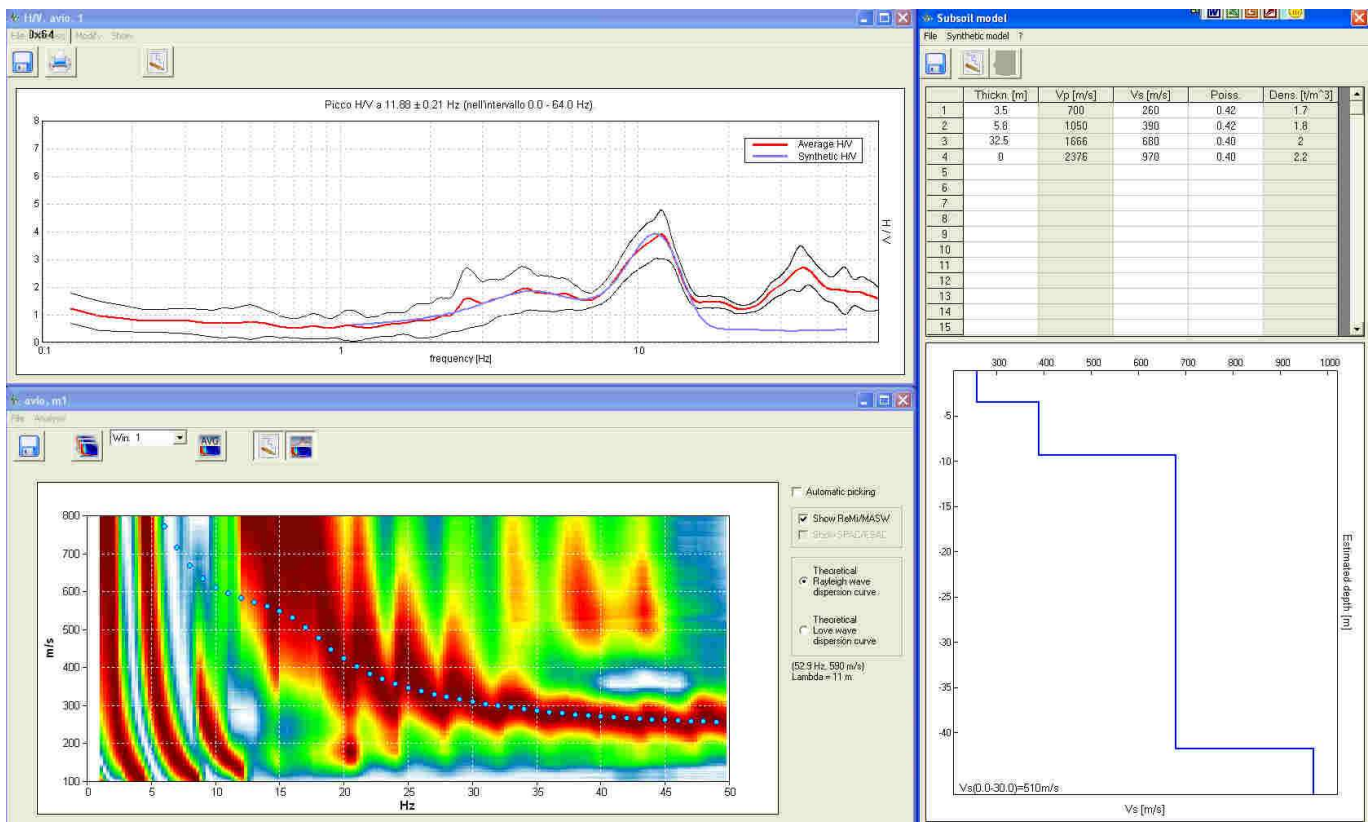 H/V, avio, 1
File 0x64 Modify Show
Picco H/V a 11.88 ± 0.21 Hz (nell'intervallo 0.0 - 64.0 Hz).
8
7
6
5
4
3
2
1
0
Average H/V
Synthetic H/V
H / V
0.1 1 10
frequency [Hz]
avio, m1
File Analysis
Win. 1
AVG
Automatic picking
Show ReMi/MASW
Show SPAC/ESAC
Theoretical
Rayleigh wave
dispersion curve
Theoretical
Love wave
dispersion curve
(52.9 Hz, 590 m/s)
Lambda = 11 m
m/s
800
700
600
500
400
300
200
100
0 5 10 15 20 25 30 35 40 45 50
Hz
Subsoil model
File Synthetic model ?
Thickn. [m] Vp [m/s] Vs [m/s] Poiss. Dens. [t/m^3]
1 3.5 700 260 0.42 1.7
2 5.8 1050 390 0.42 1.8
3 32.5 1666 680 0.40 2
4 0 2376 970 0.40 2.2
5
6
7
8
9
10
11
12
13
14
15
300 400 500 600 700 800 900 1000
-5
-10
-15
-20
-25
-30
-35
-40
Estimated depth [m]
Vs(0.0-30.0)=510m/s
Vs [m/s]